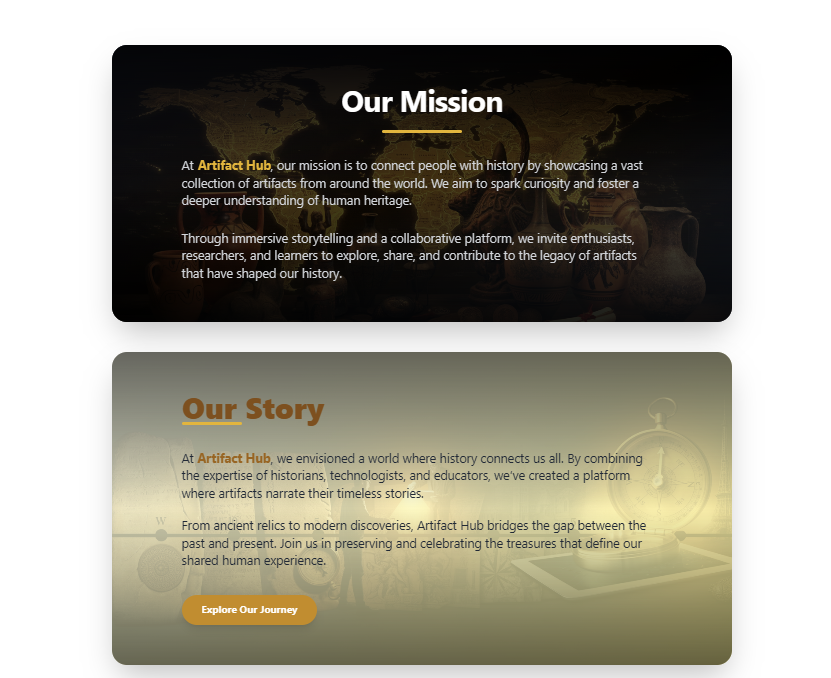 Our Mission
At Artifact Hub, our mission is to connect people with history by showcasing a vast
collection of artifacts from around the world. We aim to spark curiosity and foster a
deeper understanding of human heritage.
Through immersive storytelling and a collaborative platform, we invite enthusiasts,
researchers, and learners to explore, share, and contribute to the legacy of artifacts
that have shaped our history.
Our Story
At Artifact Hub, we envisioned a world where history connects us all. By combining
the expertise of historians, technologists, and educators, we've created a platform
where artifacts narrate their timeless stories.
W
From ancient relics to modern discoveries, Artifact Hub bridges the gap between the
past and present. Join us in preserving and celebrating the treasures that define our
shared human experience.
Explore Our Journey